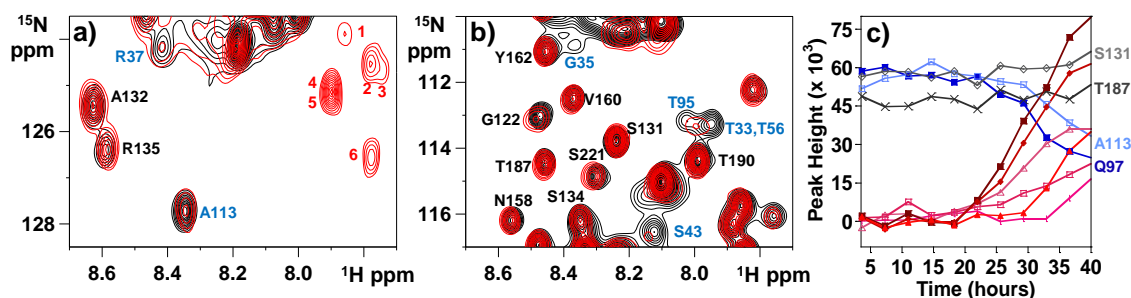 a)
15N
ppm
126
128
R37
A132
R135
A113
1
2
3
4
5
6
8.6
8.4
8.2
8.0
1H ppm
b)
15N
ppm
112
114
116
Y162
G35
V160
G122
T95
T33,T56
S131
T187
S221
T190
N158
S134
S43
8.6
8.4
8.2
8.0
1H ppm
c)
Peak Height (x 10³)
75
60
45
30
15
0
S131
T187
A113
Q97
5
10
15
20
25
30
35
40
Time (hours)